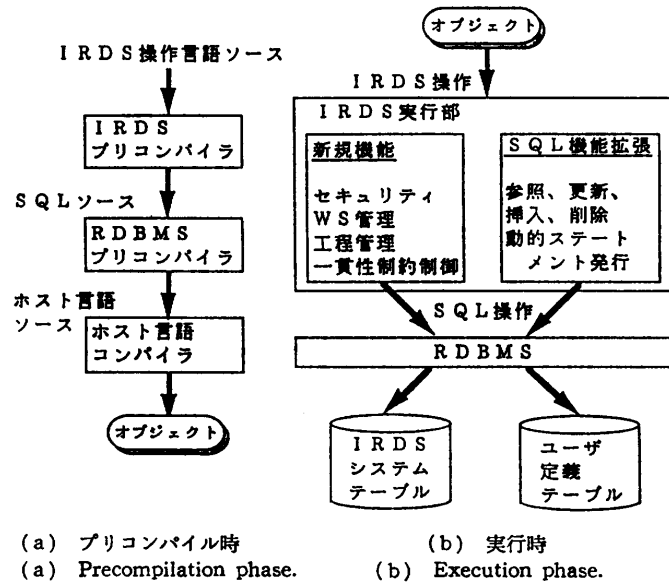 IRDS操作言語ソース
IRDS
プリコンパイラ
SQLソース
RDBMS
プリコンパイラ
ホスト言語
ソース
ホスト言語
コンパイラ
オブジェクト
(a) プリコンパイル時
(a) Precompilation phase.
オブジェクト
IRDS操作
IRDS実行部
新規機能
セキュリティ
WS管理
工程管理
一貫性制約制御
SQL機能拡張
参照、更新、
挿入、削除
動的ステート
メント発行
SQL操作
RDBMS
IRDS
システム
テーブル
ユーザ
定義
テーブル
(b) 実行時
(b) Execution phase.